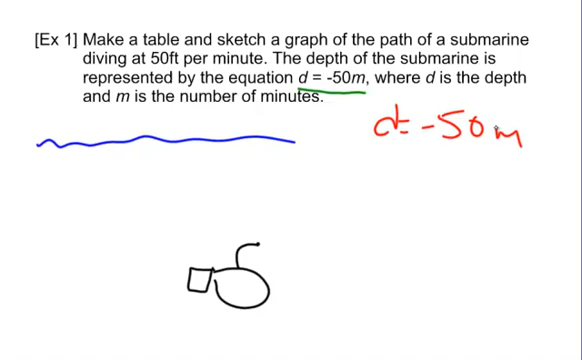 [Ex 1] Make a table and sketch a graph of the path of a submarine
diving at 50ft per minute. The depth of the submarine is
represented by the equation d = -50m, where d is the depth
and m is the number of minutes.
d = -50m